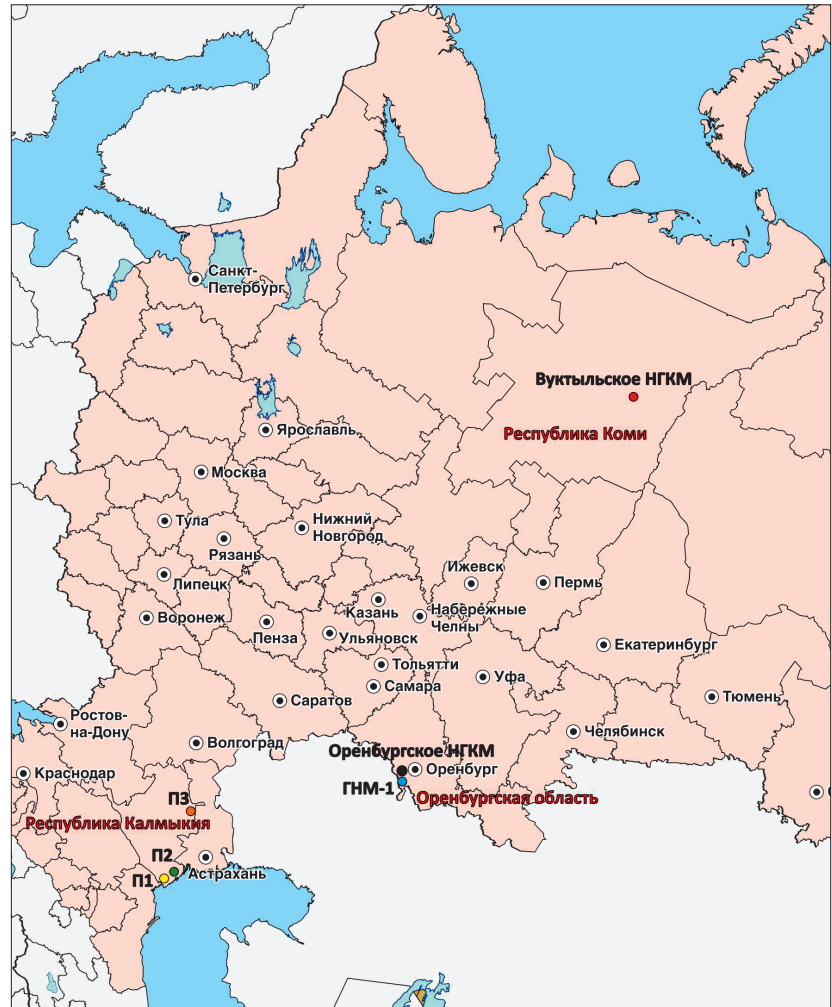 Санкт-
Петербург
Вуктыльское НГКМ
Ярославль
Республика Коми
Москва
Тула
Нижний
Новгород
Рязань
Ижевск
Пермь
Липецк
Казань
Набережные
Челны
Воронеж
Пенза
Ульяновск
Екатеринбург
Тольятти
Самара
Уфа
Саратов
Тюмень
Ростов-
на-Дону
Челябинск
Волгоград
Оренбургское НГКМ
Оренбург
Краснодар
ГНМ-1
Оренбургская область
П3
Республика Калмыкия
П2
Астрахань
П1